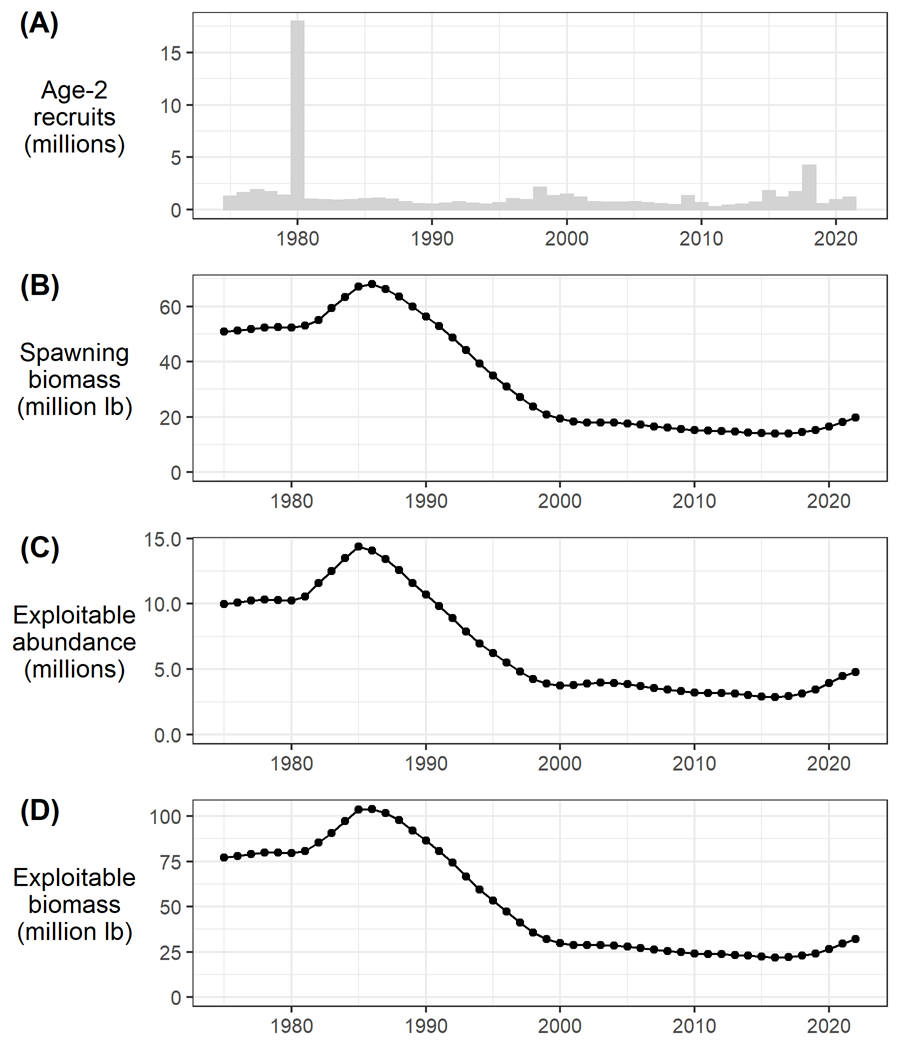 (A)
Age-2
recruits
(millions)
15
10
5
0
1980 1990 2000 2010 2020
(B)
Spawning
biomass
(million lb)
60
40
20
0
1980 1990 2000 2010 2020
(C)
Exploitable
abundance
(millions)
15.0
10.0
5.0
0.0
1980 1990 2000 2010 2020
(D)
Exploitable
biomass
(million lb)
100
75
50
25
0
1980 1990 2000 2010 2020